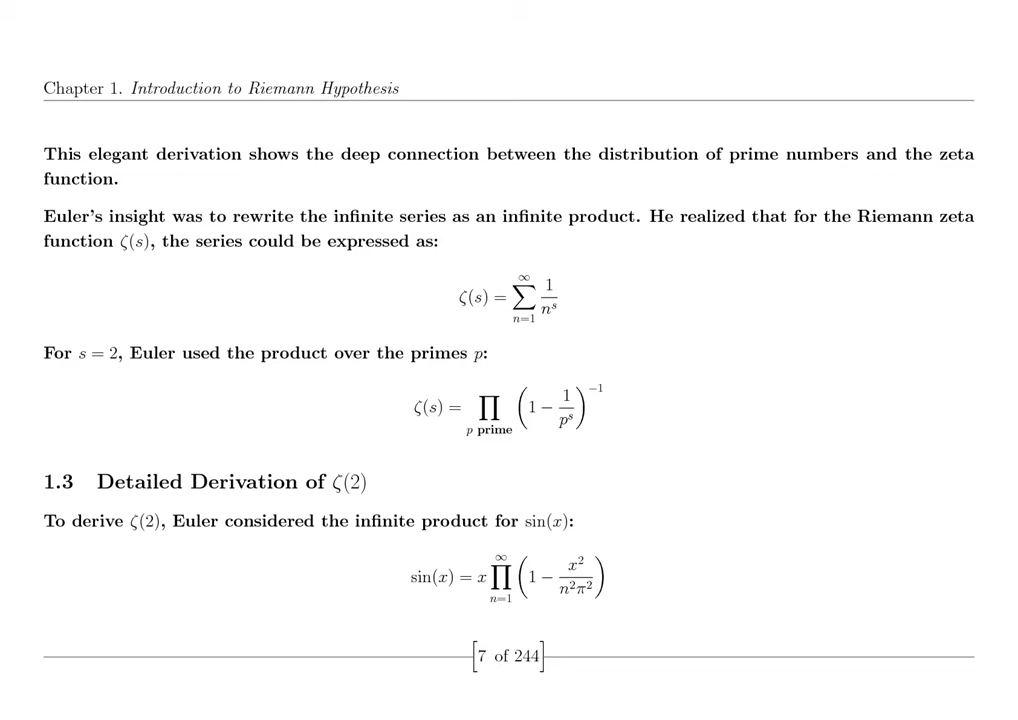 Chapter 1. Introduction to Riemann Hypothesis
This elegant derivation shows the deep connection between the distribution of prime numbers and the zeta
function.
Euler's insight was to rewrite the infinite series as an infinite product. He realized that for the Riemann zeta
function ζ(s), the series could be expressed as:
ζ(s) = ∑_{n=1}^{∞} 1/n^s
For s = 2, Euler used the product over the primes p:
ζ(s) = ∏_{p prime} (1 − 1/p^s)^{−1}
1.3 Detailed Derivation of ζ(2)
To derive ζ(2), Euler considered the infinite product for sin(x):
sin(x) = x ∏_{n=1}^{∞} (1 − x²/(n²π²))
[7 of 244]